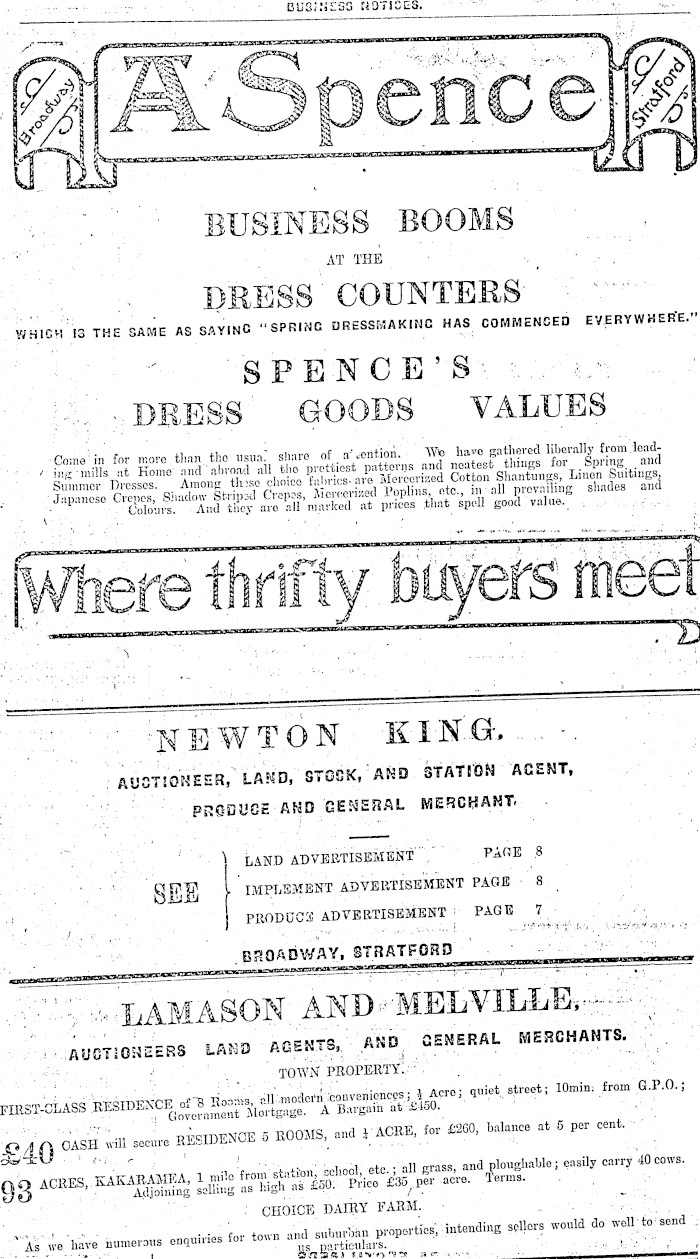 BUSINESS NOTICES.
Broadway
A Spence
Stratford
BUSINESS BOOMS
AT THE
DRESS COUNTERS
WHICH IS THE SAME AS SAYING "SPRING DRESSMAKING HAS COMMENCED EVERYWHERE."
SPENCE'S
DRESS GOODS VALUES
Come in for more than the usual share of attention. We have gathered liberally from lead-
ing mills at Home and abroad all the prettiest patterns and neatest things for Spring and
Summer Dresses. Among these choice fabrics are Mercerized Cotton Shantungs, Linen Suitings,
Japanese Crepes, Shadow Striped Crepes, Mercerized Poplins, etc., in all prevailing shades and
Colours. And they are all marked at prices that spell good value.
Where thrifty buyers meet
NEWTON KING.
AUCTIONEER, LAND, STOCK, AND STATION AGENT,
PRODUCE AND GENERAL MERCHANT.
SEE
LAND ADVERTISEMENT PAGE 8
IMPLEMENT ADVERTISEMENT PAGE 8
PRODUCE ADVERTISEMENT PAGE 7
BROADWAY, STRATFORD
LAMASON AND MELVILLE,
AUCTIONEERS LAND AGENTS, AND GENERAL MERCHANTS.
TOWN PROPERTY.
FIRST-CLASS RESIDENCE of 8 Rooms, all modern conveniences; Acre; quiet street; 10min. from G.P.O.;
Government Mortgage. A Bargain at £450.
£40 CASH will secure RESIDENCE 5 ROOMS, and ACRE, for £260, balance at 5 per cent.
93 ACRES, KAKARAMEA, 1 mile from station, school, etc.; all grass, and ploughable; easily carry 40 cows.
Adjoining selling as high as £50. Price £35 per acre. Terms.
CHOICE DAIRY FARM.
As we have numerous enquiries for town and suburban properties, intending sellers would do well to send
us particulars.